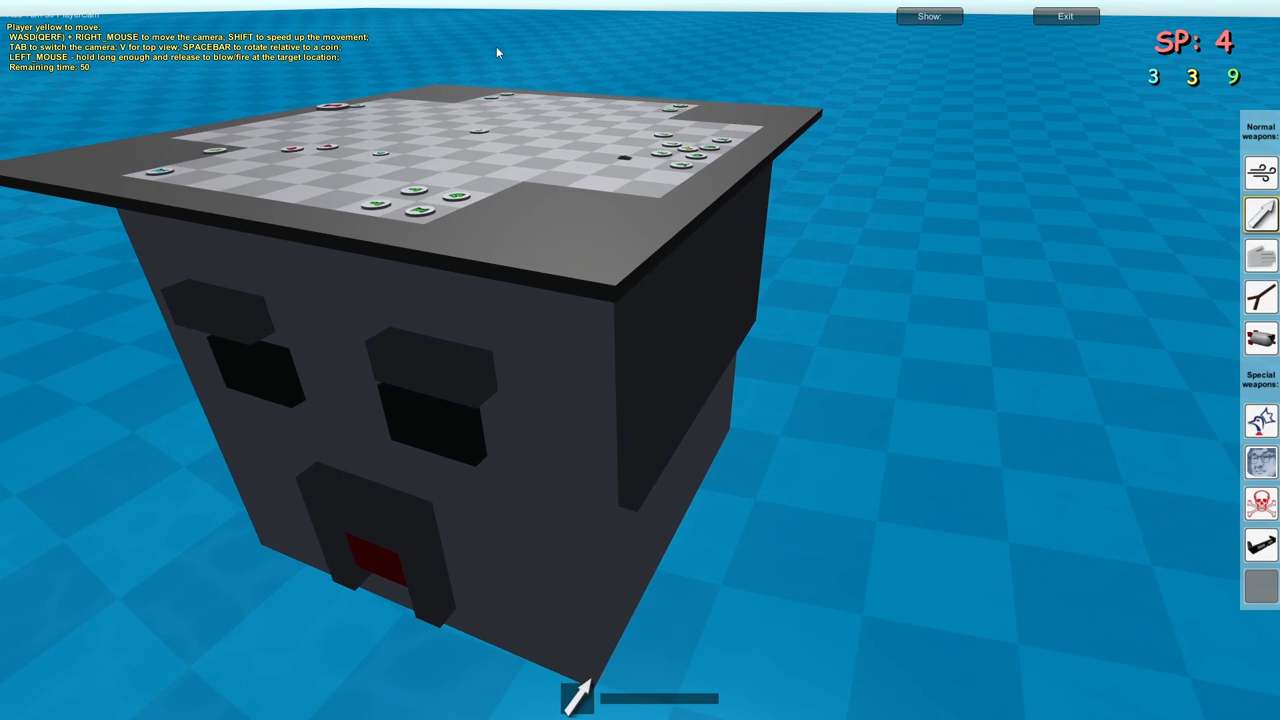 Player yellow to move.
WASD(QERF) + RIGHT_MOUSE to move the camera; SHIFT to speed up the movement;
TAB to switch the camera; V for top view; SPACEBAR to rotate relative to a coin;
LEFT_MOUSE - hold long enough and release to blow/fire at the target location;
Remaining time: 50
Show:
Exit
SP: 4
3 3 9
Normal
weapons:
Special
weapons: